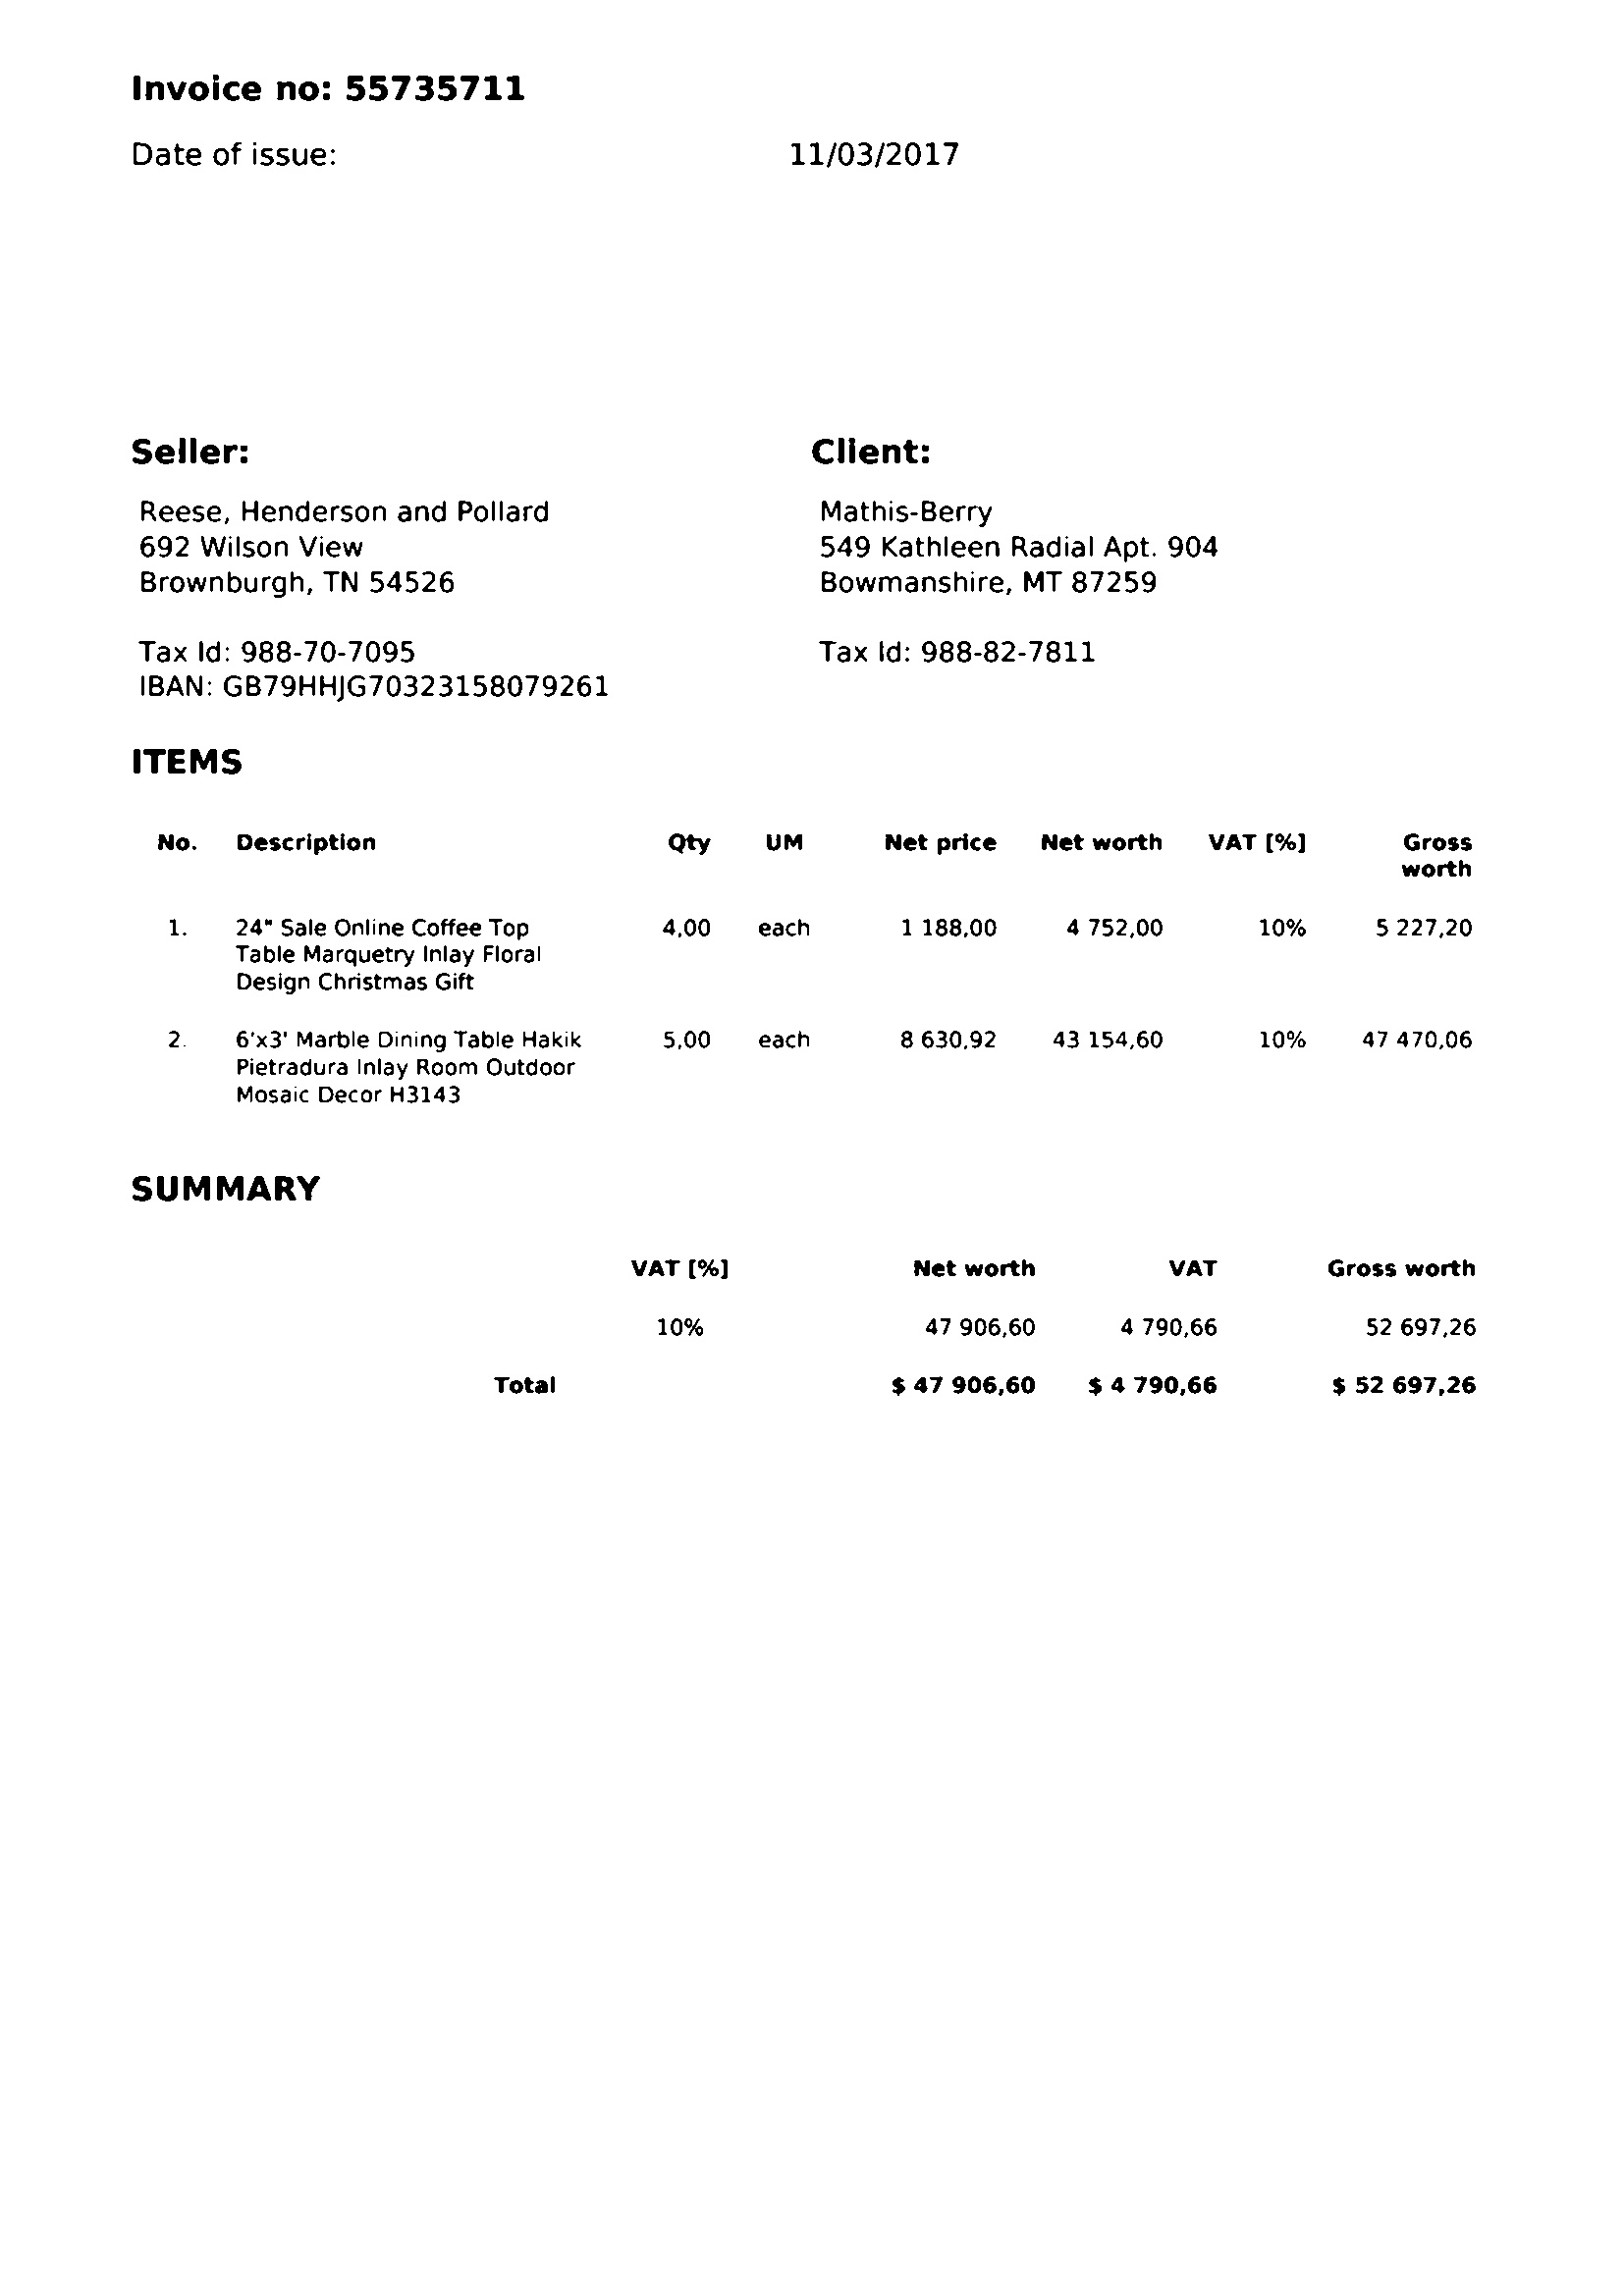 Invoice no: 55735711
Date of issue: 11/03/2017
Seller:
Reese, Henderson and Pollard
692 Wilson View
Brownburgh, TN 54526
Tax Id: 988-70-7095
IBAN: GB79HHJG70323158079261
Client:
Mathis-Berry
549 Kathleen Radial Apt. 904
Bowmanshire, MT 87259
Tax Id: 988-82-7811
ITEMS
No. Description Qty UM Net price Net worth VAT [%] Gross
worth
1. 24" Sale Online Coffee Top 4,00 each 1 188,00 4 752,00 10% 5 227,20
Table Marquetry Inlay Floral
Design Christmas Gift
2. 6'x3' Marble Dining Table Hakik 5,00 each 8 630,92 43 154,60 10% 47 470,06
Pietradura Inlay Room Outdoor
Mosaic Decor H3143
SUMMARY
VAT [%] Net worth VAT Gross worth
10% 47 906,60 4 790,66 52 697,26
Total $ 47 906,60 $ 4 790,66 $ 52 697,26